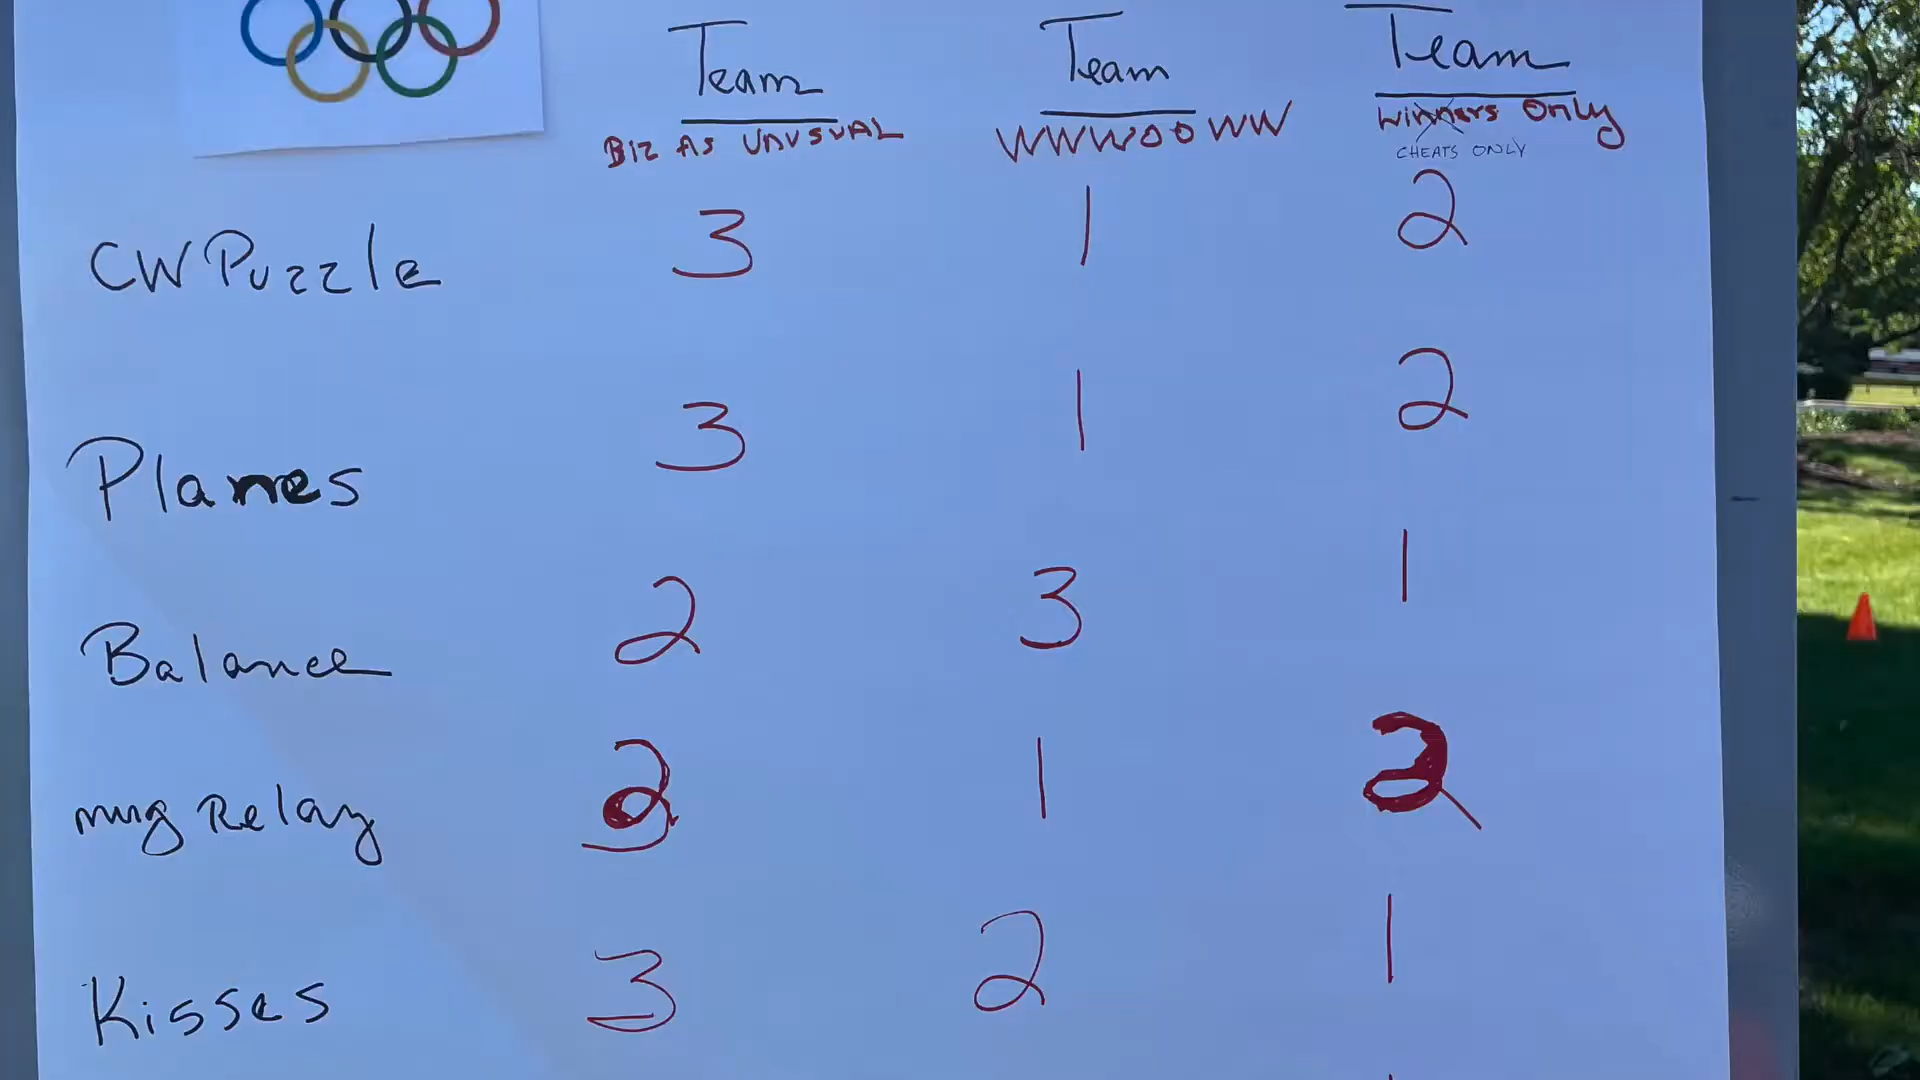 Team Team Team
BIZ AS UNUSUAL WWWOOWW Winners Only
CHEATS ONLY
CW Puzzle 3 1 2
Planes 3 1 2
Balance 2 3 1
mug Relay 1 2
Kisses 3 2 1